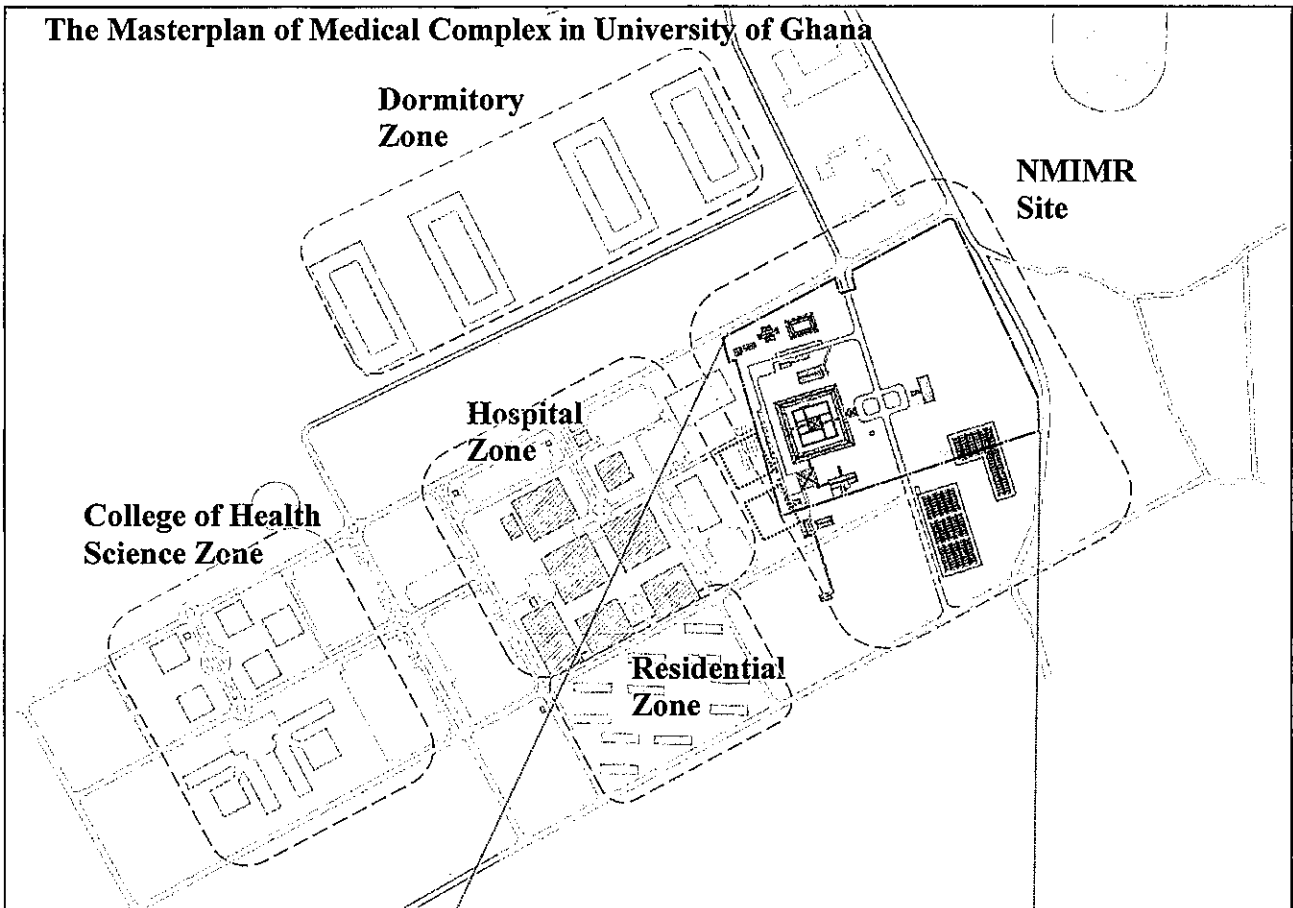 The Masterplan of Medical Complex in University of Ghana
Dormitory
Zone
NMIMR
Site
Hospital
Zone
College of Health
Science Zone
Residential
Zone